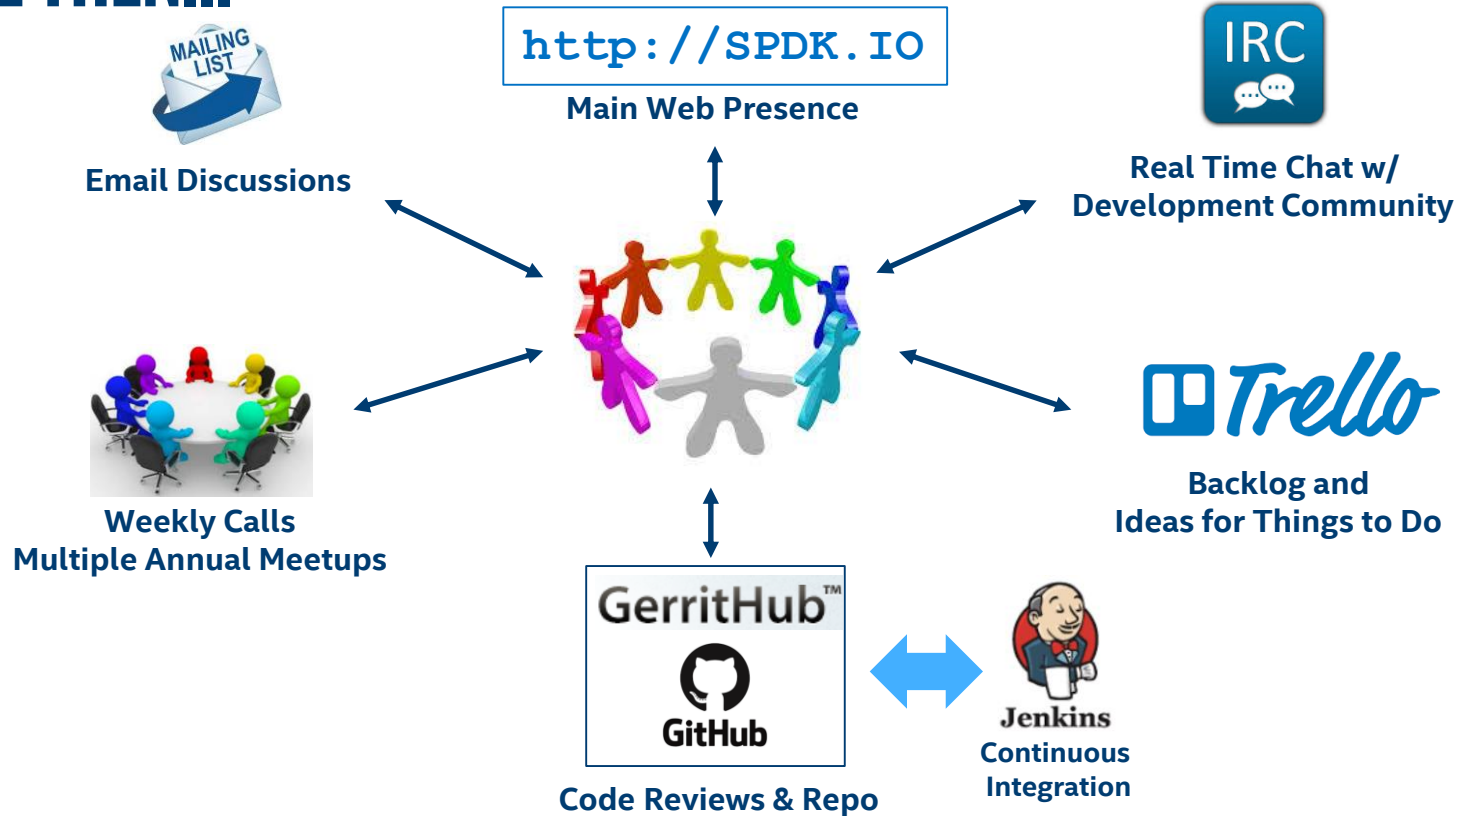 THEN...
MAILING
LIST
Email Discussions
http://SPDK.IO
Main Web Presence
IRC
Real Time Chat w/
Development Community
Weekly Calls
Multiple Annual Meetups
Trello
Backlog and
Ideas for Things to Do
GerritHub™
GitHub
Code Reviews & Repo
Jenkins
Continuous
Integration